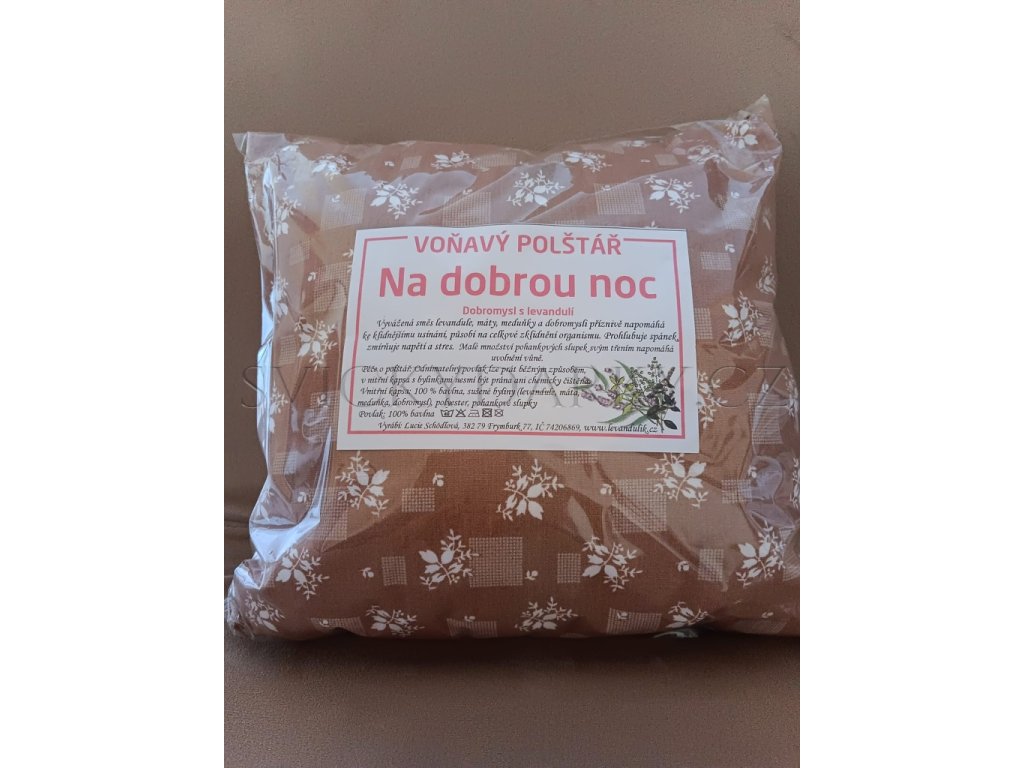 VOŇAVÝ POLŠTÁŘ
Na dobrou noc
Dobromysl s levandulí
Vyvážená směs levandule, máty, meduňky a dobromysli příznivě napomáhá
ke klidnějšímu usínání, působí na celkové zklidnění organismu. Prohlubuje spánek,
zmírňuje napětí a stres. Malé množství pohankových slupek svým třením napomáhá
uvolnění vůně.
Péče o polštář: Odnímatelný povlak lze prát běžným způsobem,
vnitřní kapsa s bylinkami nesmí být prána ani chemicky čištěna.
Vnitřní kapsa: 100 % bavlna, sušené byliny (levandule, máta,
meduňka, dobromysl), polyester, pohankové slupky
Povlak: 100% bavlna
Vyrábí: Lucie Schödlová, 382 79 Frymburk 77, IČ 74206869, www.levandulik.cz